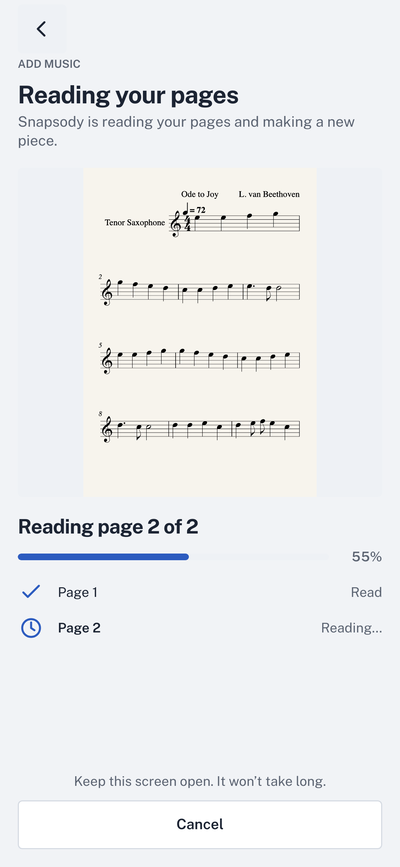 ADD MUSIC
Reading your pages
Snapsody is reading your pages and making a new
piece.
Ode to Joy L. van Beethoven
= 72
Tenor Saxophone
4
4
2
5
8
Reading page 2 of 2
55%
Page 1 Read
Page 2 Reading...
Keep this screen open. It won’t take long.
Cancel